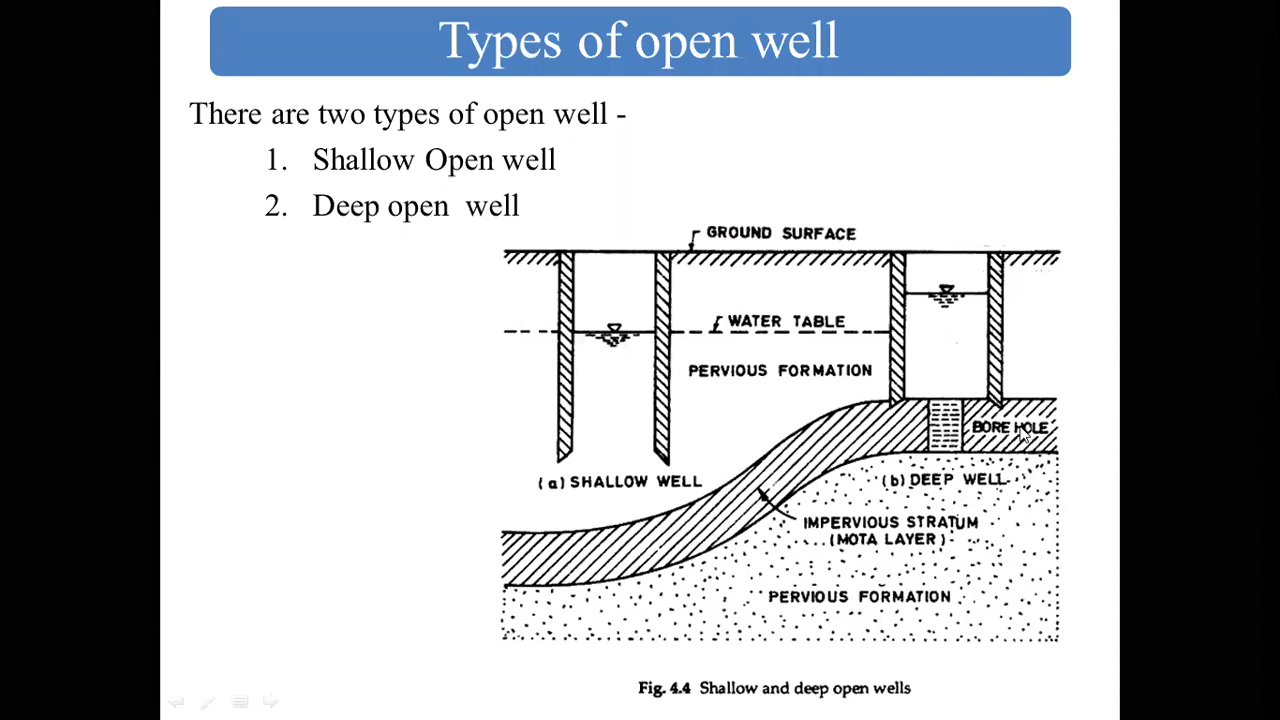 Types of open well
There are two types of open well -
1. Shallow Open well
2. Deep open well
GROUND SURFACE
WATER TABLE
PERVIOUS FORMATION
BORE HOLE
(a) SHALLOW WELL
(b) DEEP WELL
IMPERVIOUS STRATUM
(MOTA LAYER)
PERVIOUS FORMATION
Fig. 4.4 Shallow and deep open wells